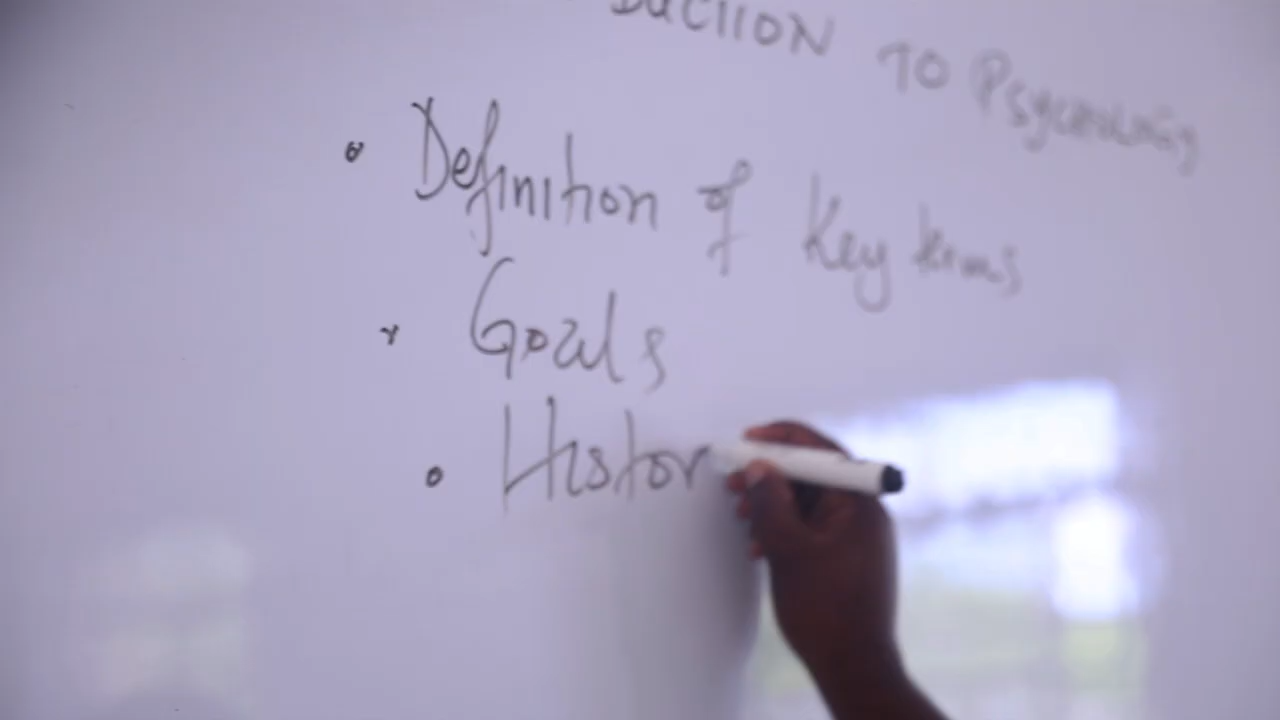 DUCTION TO PSYCHOLOGY
Definition of Key terms
Goals
Histor